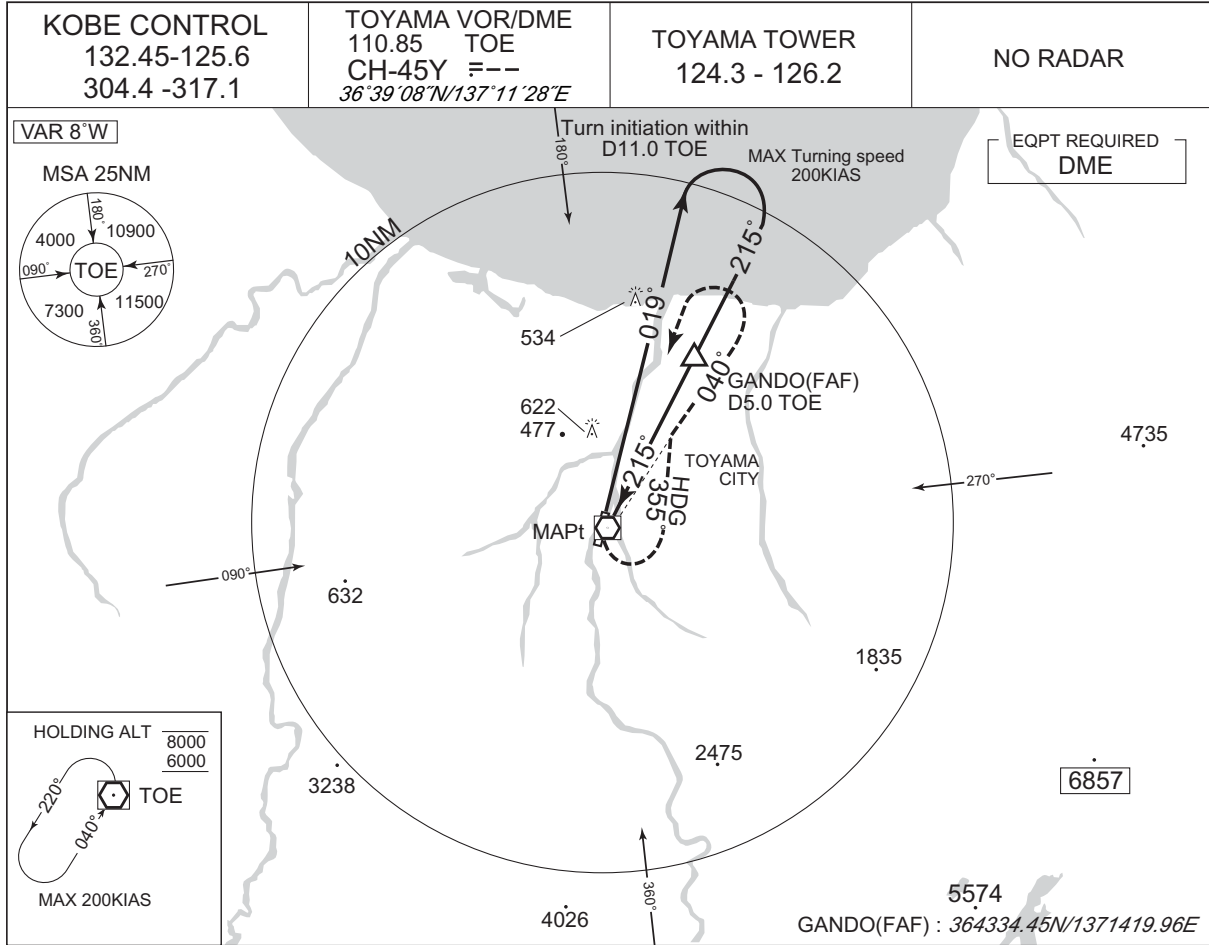 KOBE CONTROL
132.45-125.6
304.4 -317.1
TOYAMA VOR/DME
110.85 TOE
CH-45Y
36°39´08˝N/137°11´28˝E
TOYAMA TOWER
124.3 - 126.2
NO RADAR
VAR 8°W
MSA 25NM
180°
4000
10900
090°
TOE
270°
7300
11500
360°
Turn initiation within
D11.0 TOE
180°
MAX Turning speed
200KIAS
EQPT REQUIRED
DME
10NM
215°
019°
534
040°
GANDO(FAF)
D5.0 TOE
622
477
4735
215°
TOYAMA
CITY
HDG
355°
270°
MAPt
090°
632
1835
2475
3238
6857
HOLDING ALT
8000
6000
220°
TOE
040°
MAX 200KIAS
360°
4026
5574
GANDO(FAF) : 364334.45N/1371419.96E